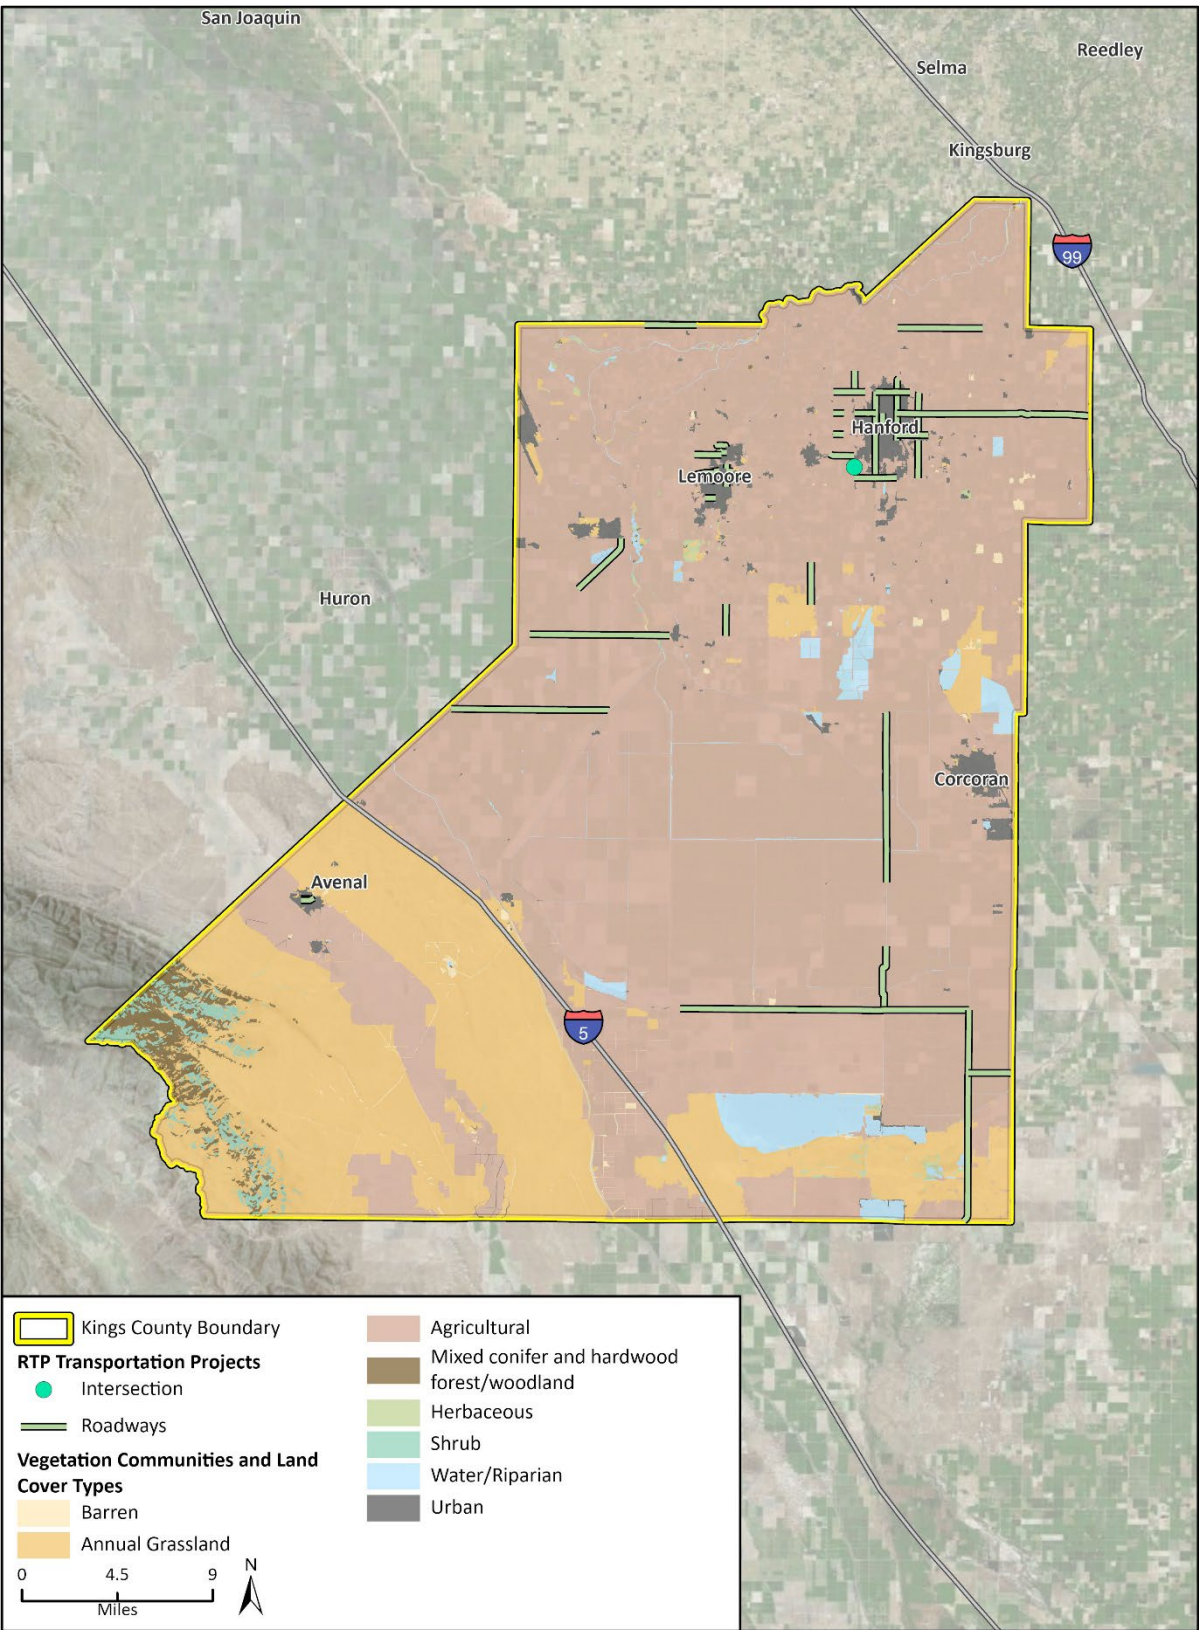 San Joaquin
Reedley
Selma
Kingsburg
99
Hanford
Lemoore
Huron
Corcoran
Avenal
5
Kings County Boundary
RTP Transportation Projects
Intersection
Roadways
Vegetation Communities and Land
Cover Types
Barren
Annual Grassland
Agricultural
Mixed conifer and hardwood
forest/woodland
Herbaceous
Shrub
Water/Riparian
Urban
0 4.5 9
Miles
N